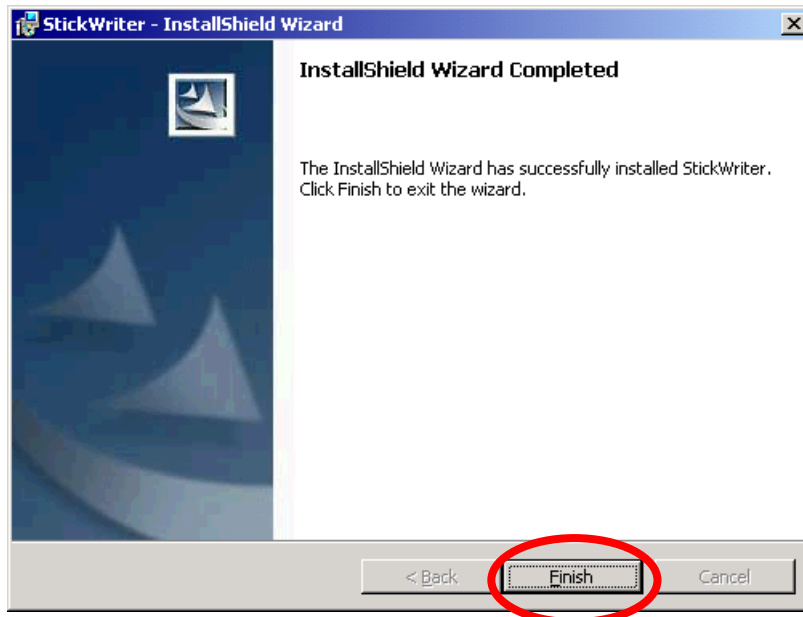 StickWriter - InstallShield Wizard
InstallShield Wizard Completed
The InstallShield Wizard has successfully installed StickWriter.
Click Finish to exit the wizard.
< Back
Finish
Cancel